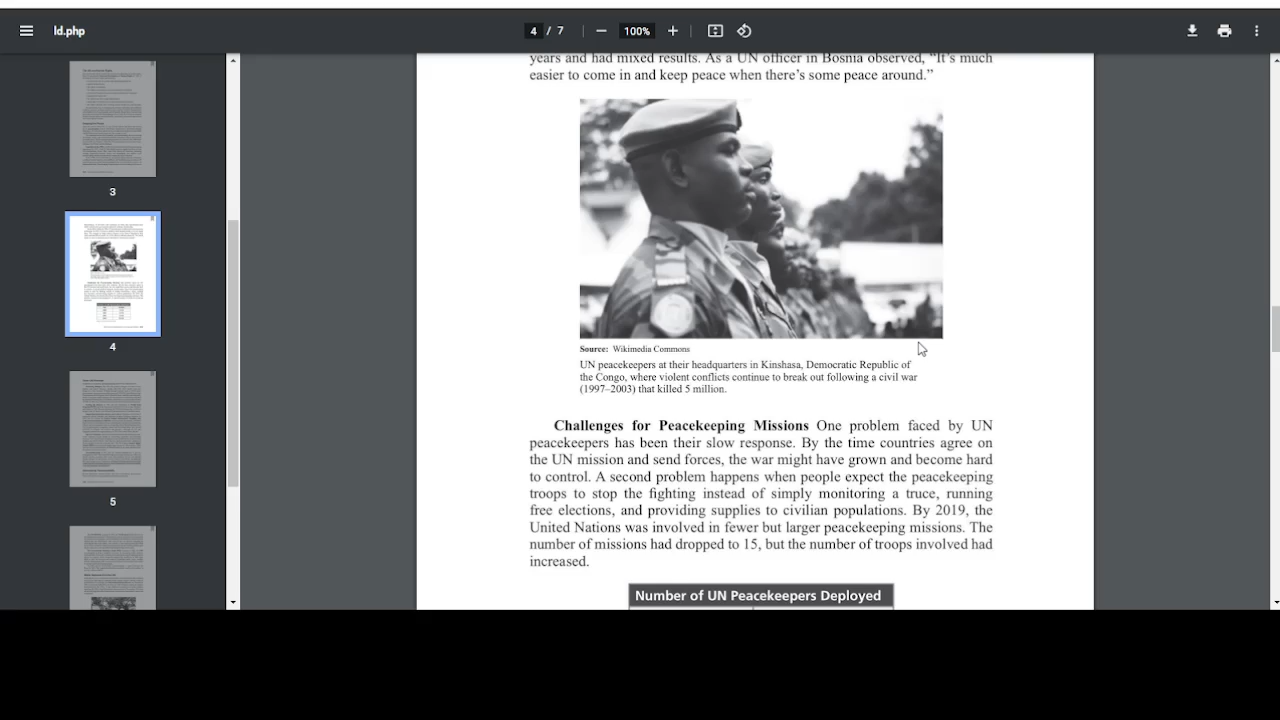 ld.php
4 / 7
100%
3
4
5
years and had mixed results. As a UN officer in Bosnia observed, “It’s much
easier to come in and keep peace when there’s some peace around.”
Source: Wikimedia Commons
UN peacekeepers at their headquarters in Kinshasa, Democratic Republic of
the Congo, where violent conflicts continue to break out following a civil war
(1997–2003) that killed 5 million.
Challenges for Peacekeeping Missions One problem faced by UN
peacekeepers has been their slow response. By the time countries agree on
the UN mission and send forces, the war might have grown and become hard
to control. A second problem happens when people expect the peacekeeping
troops to stop the fighting instead of simply monitoring a truce, running
free elections, and providing supplies to civilian populations. By 2019, the
United Nations was involved in fewer but larger peacekeeping missions. The
number of missions had dropped to 15, but the number of troops involved had
increased.
Number of UN Peacekeepers Deployed